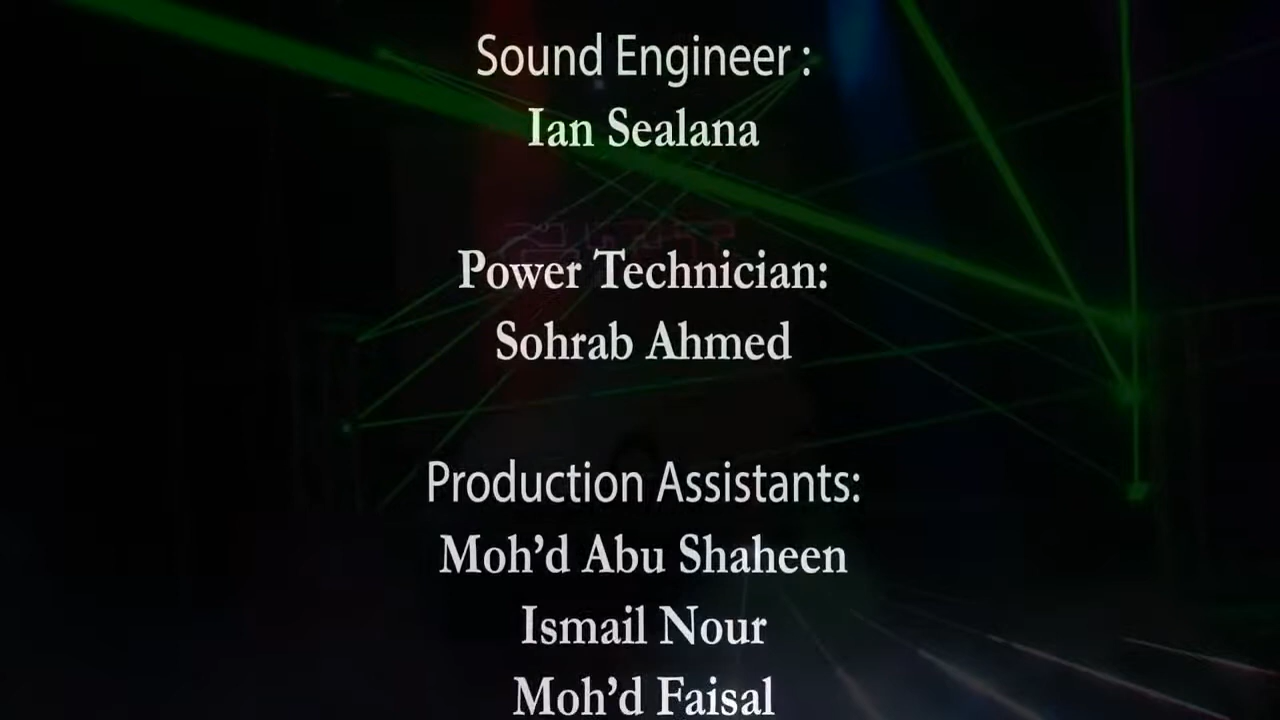 Sound Engineer :
Ian Sealana
Power Technician:
Sohrab Ahmed
Production Assistants:
Moh’d Abu Shaheen
Ismail Nour
Moh’d Faisal